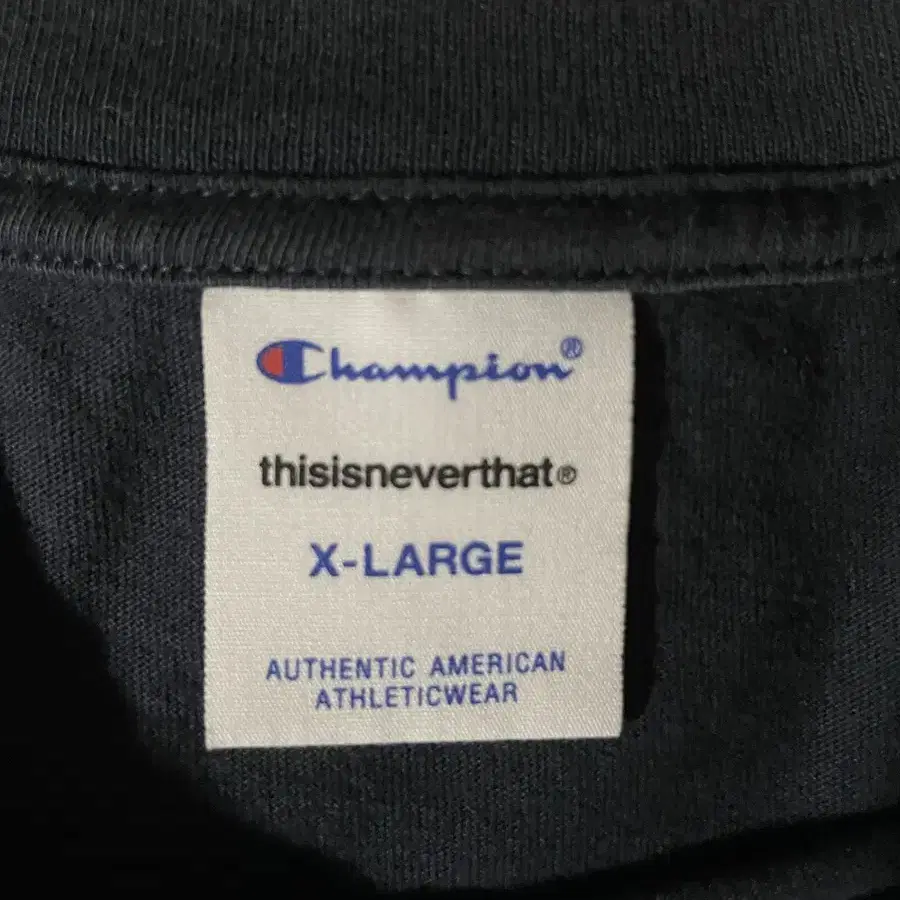 Champion®
thisisneverthat®
X-LARGE
AUTHENTIC AMERICAN
ATHLETICWEAR